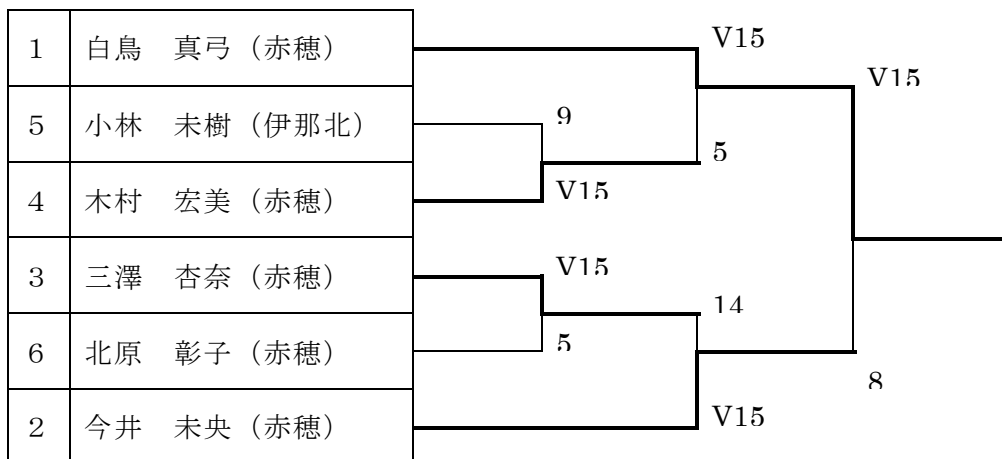 1 白鳥 真弓（赤穂）
V15
V15
5 小林 未樹（伊那北）
9
5
4 木村 宏美（赤穂）
V15
3 三澤 杏奈（赤穂）
V15
14
6 北原 彰子（赤穂）
5
8
2 今井 未央（赤穂）
V15